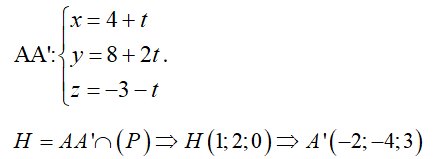 AA': { x = 4 + t
y = 8 + 2t .
z = −3 − t
H = AA'∩(P) ⇒ H(1;2;0) ⇒ A'(−2;−4;3)